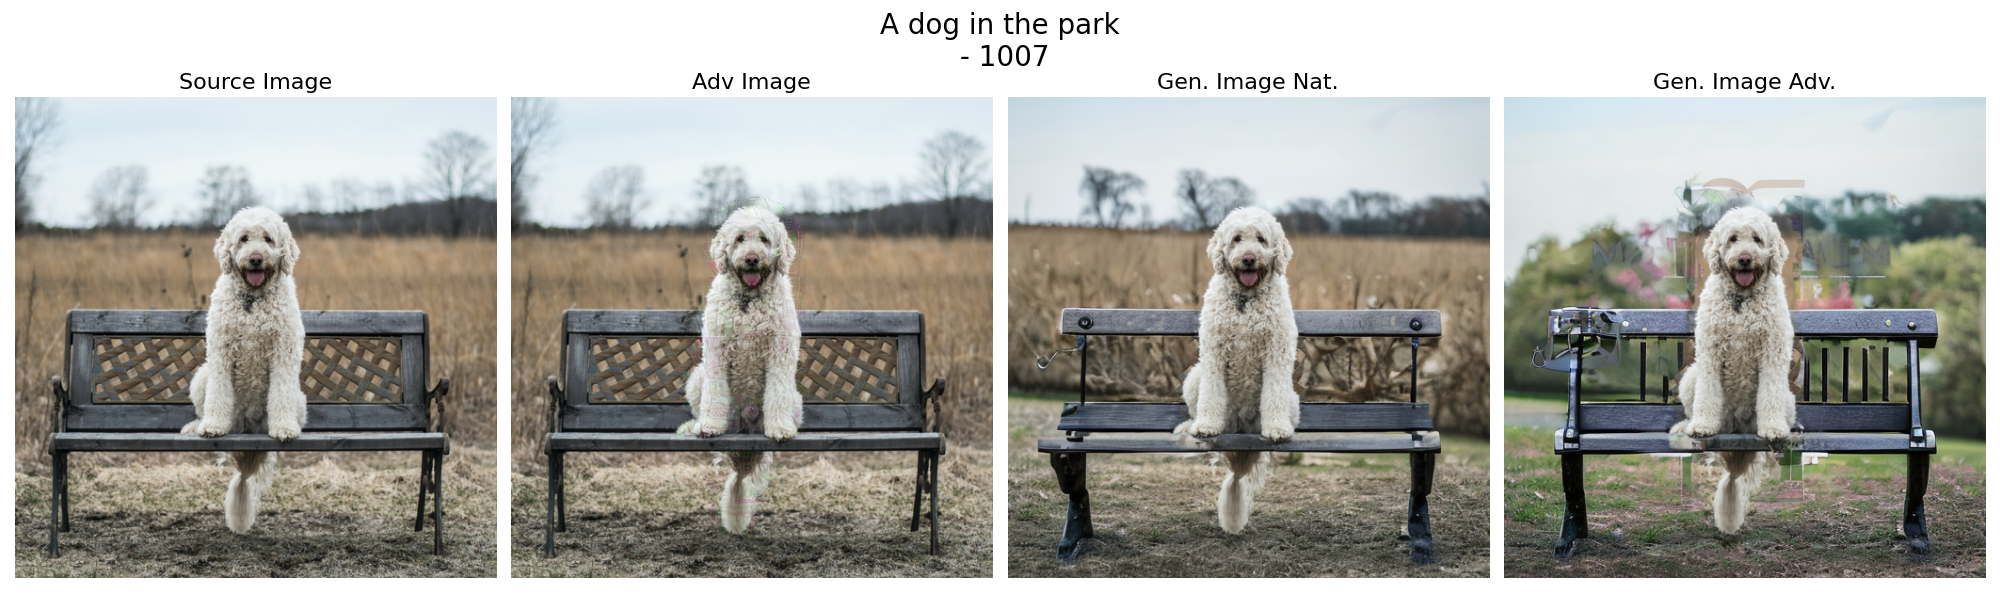 A dog in the park
- 1007
Source Image
Adv Image
Gen. Image Nat.
Gen. Image Adv.